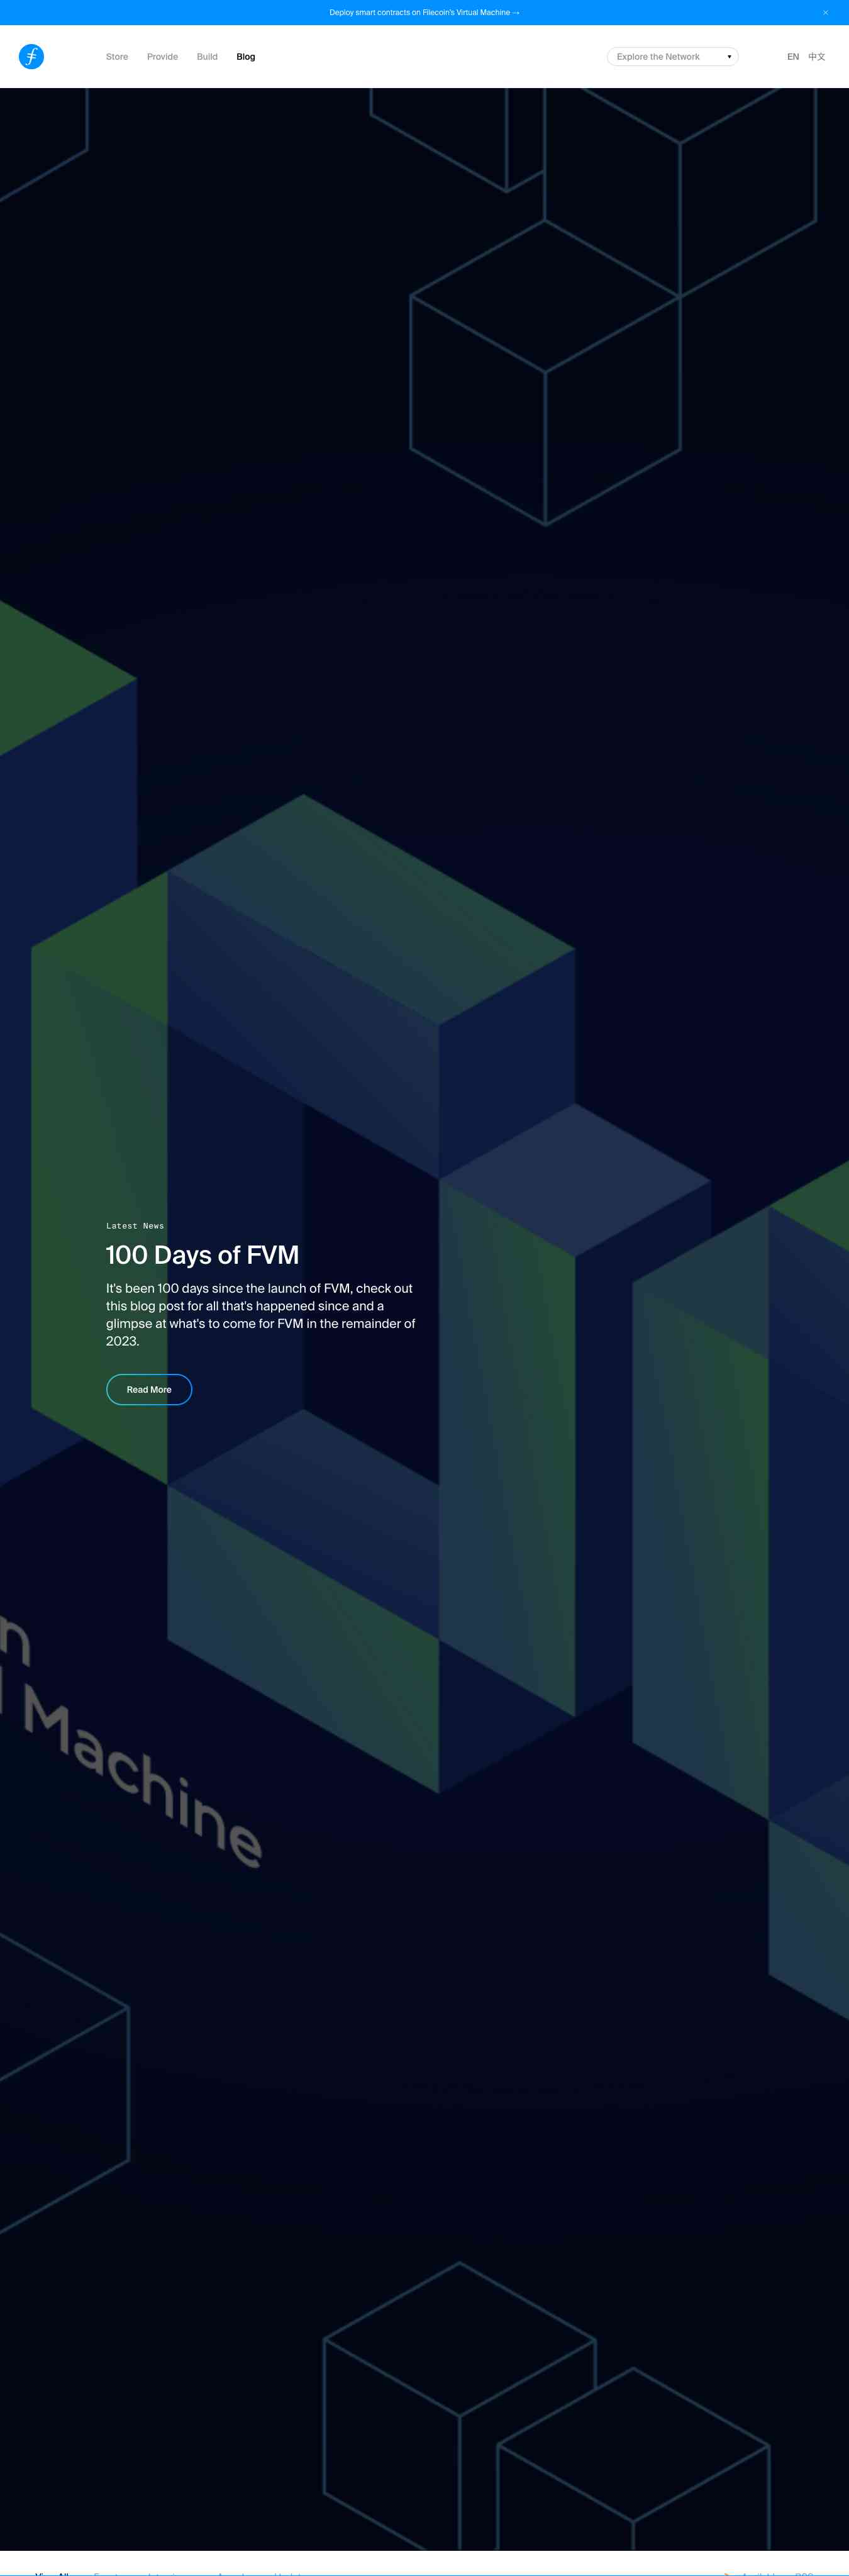 Deploy smart contracts on Filecoin's Virtual Machine →
Store Provide Build Blog
Explore the Network
EN 中文
Latest News
100 Days of FVM
It's been 100 days since the launch of FVM, check out
this blog post for all that's happened since and a
glimpse at what's to come for FVM in the remainder of
2023.
Read More
n
Machine